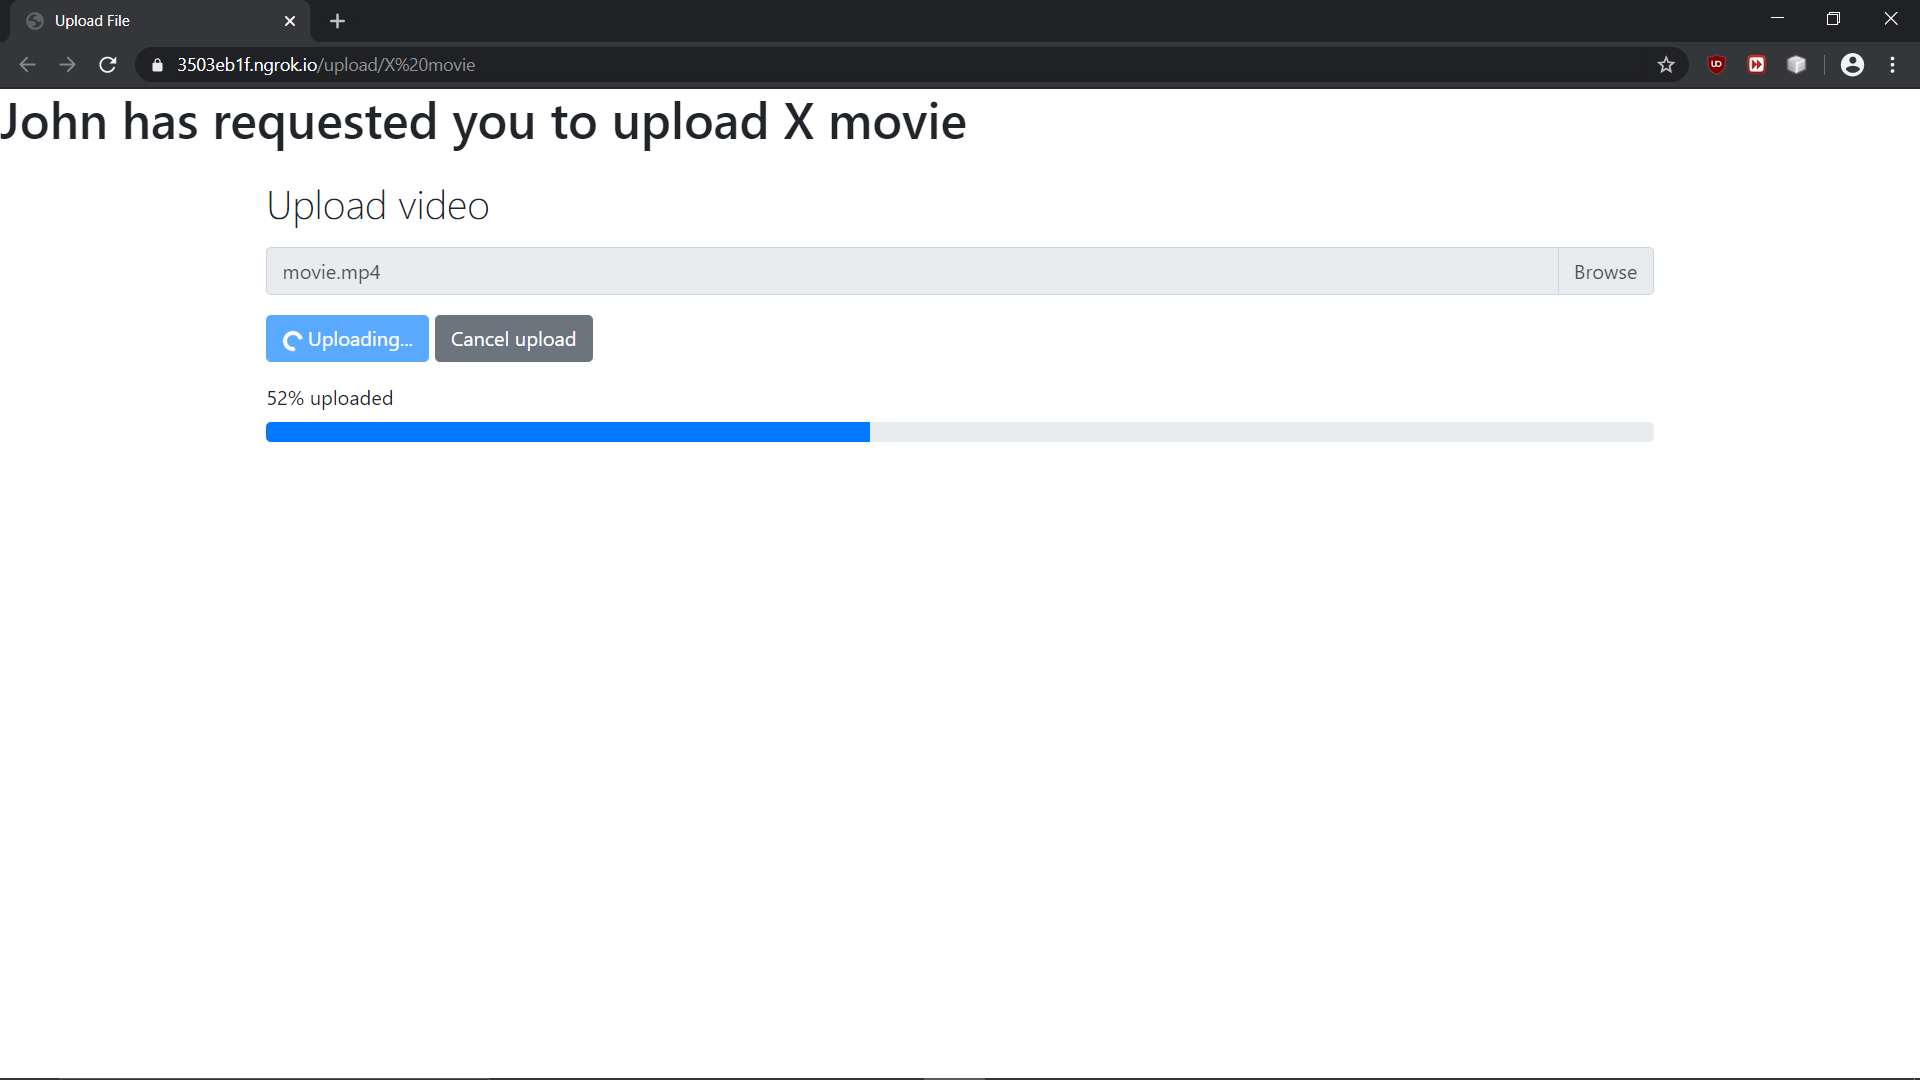 Upload File
3503eb1f.ngrok.io/upload/X%20movie
John has requested you to upload X movie
Upload video
movie.mp4 Browse
Uploading... Cancel upload
52% uploaded